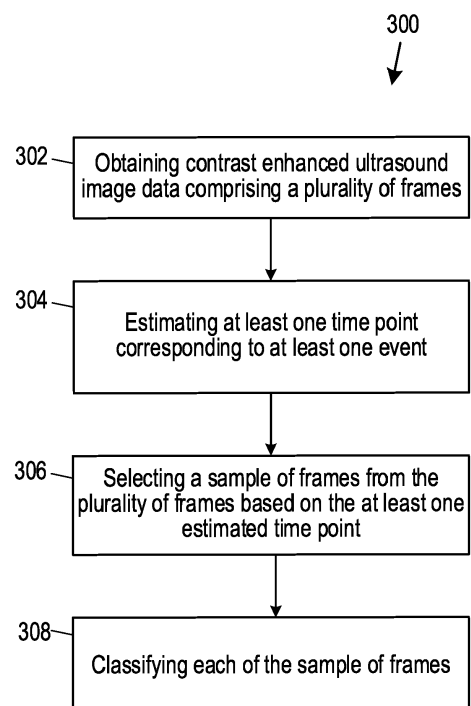 300
302
Obtaining contrast enhanced ultrasound
image data comprising a plurality of frames
304
Estimating at least one time point
corresponding to at least one event
306
Selecting a sample of frames from the
plurality of frames based on the at least one
estimated time point
308
Classifying each of the sample of frames